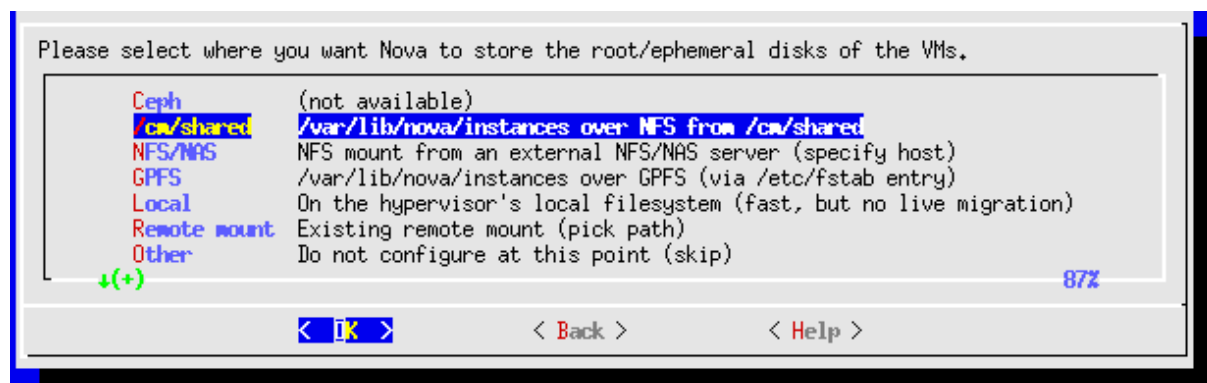 Please select where you want Nova to store the root/ephemeral disks of the VMs.
Ceph (not available)
/cm/shared /var/lib/nova/instances over NFS from /cm/shared
NFS/NAS NFS mount from an external NFS/NAS server (specify host)
GPFS /var/lib/nova/instances over GPFS (via /etc/fstab entry)
Local On the hypervisor's local filesystem (fast, but no live migration)
Remote mount Existing remote mount (pick path)
Other Do not configure at this point (skip)
↓(+) 87%
< OK > < Back > < Help >